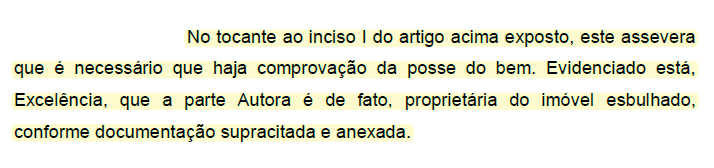 No tocante ao inciso I do artigo acima exposto, este assevera
que é necessário que haja comprovação da posse do bem. Evidenciado está,
Excelência, que a parte Autora é de fato, proprietária do imóvel esbulhado,
conforme documentação supracitada e anexada.